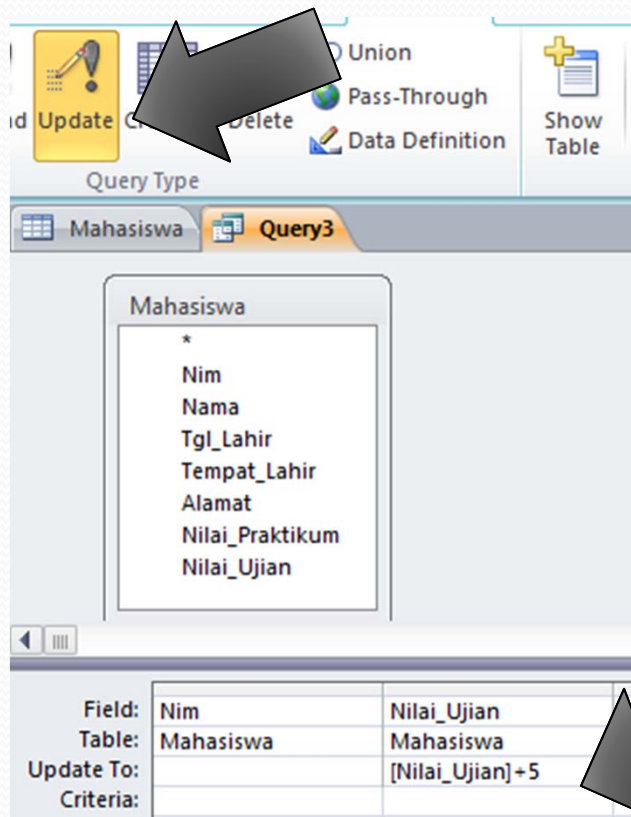 Union
Pass-Through
Data Definition
Update
Delete
Show
Table
Query Type
Mahasiswa
Query3
Mahasiswa
*
Nim
Nama
Tgl_Lahir
Tempat_Lahir
Alamat
Nilai_Praktikum
Nilai_Ujian
Field: Nim Nilai_Ujian
Table: Mahasiswa Mahasiswa
Update To: [Nilai_Ujian]+5
Criteria: